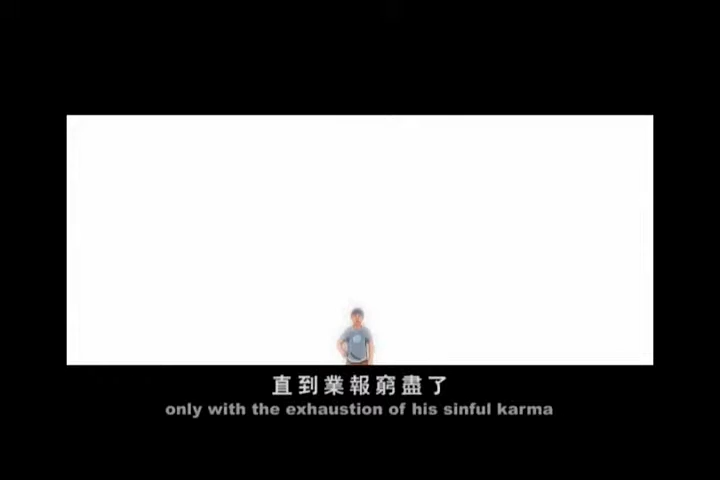 直到業報窮盡了
only with the exhaustion of his sinful karma